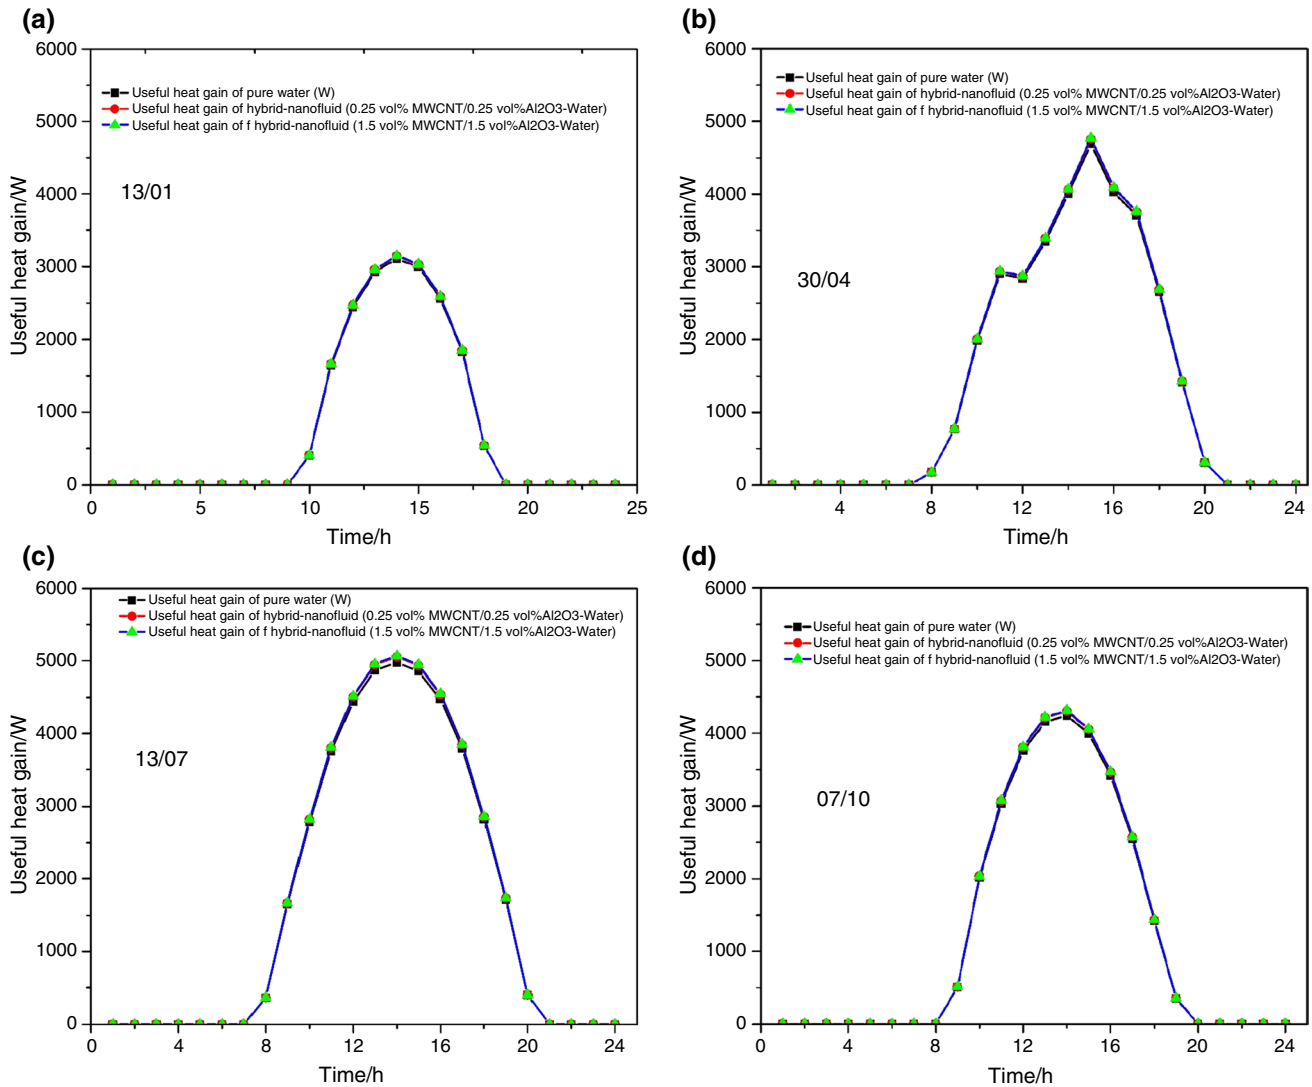 (a)
6000
5000
4000
3000
2000
1000
0
Useful heat gain/W
Useful heat gain of pure water (W)
Useful heat gain of hybrid-nanofluid (0.25 vol% MWCNT/0.25 vol%Al2O3-Water)
Useful heat gain of f hybrid-nanofluid (1.5 vol% MWCNT/1.5 vol%Al2O3-Water)
13/01
0 5 10 15 20 25
Time/h
(b)
6000
5000
4000
3000
2000
1000
0
Useful heat gain/W
Useful heat gain of pure water (W)
Useful heat gain of hybrid-nanofluid (0.25 vol% MWCNT/0.25 vol%Al2O3-Water)
Useful heat gain of f hybrid-nanofluid (1.5 vol% MWCNT/1.5 vol%Al2O3-Water)
30/04
4 8 12 16 20 24
Time/h
(c)
6000
5000
4000
3000
2000
1000
0
Useful heat gain/W
Useful heat gain of pure water (W)
Useful heat gain of hybrid-nanofluid (0.25 vol% MWCNT/0.25 vol%Al2O3-Water)
Useful heat gain of f hybrid-nanofluid (1.5 vol% MWCNT/1.5 vol%Al2O3-Water)
13/07
0 4 8 12 16 20 24
Time/h
(d)
6000
5000
4000
3000
2000
1000
0
Useful heat gain/W
Useful heat gain of pure water (W)
Useful heat gain of hybrid-nanofluid (0.25 vol% MWCNT/0.25 vol%Al2O3-Water)
Useful heat gain of f hybrid-nanofluid (1.5 vol% MWCNT/1.5 vol%Al2O3-Water)
07/10
0 4 8 12 16 20 24
Time/h